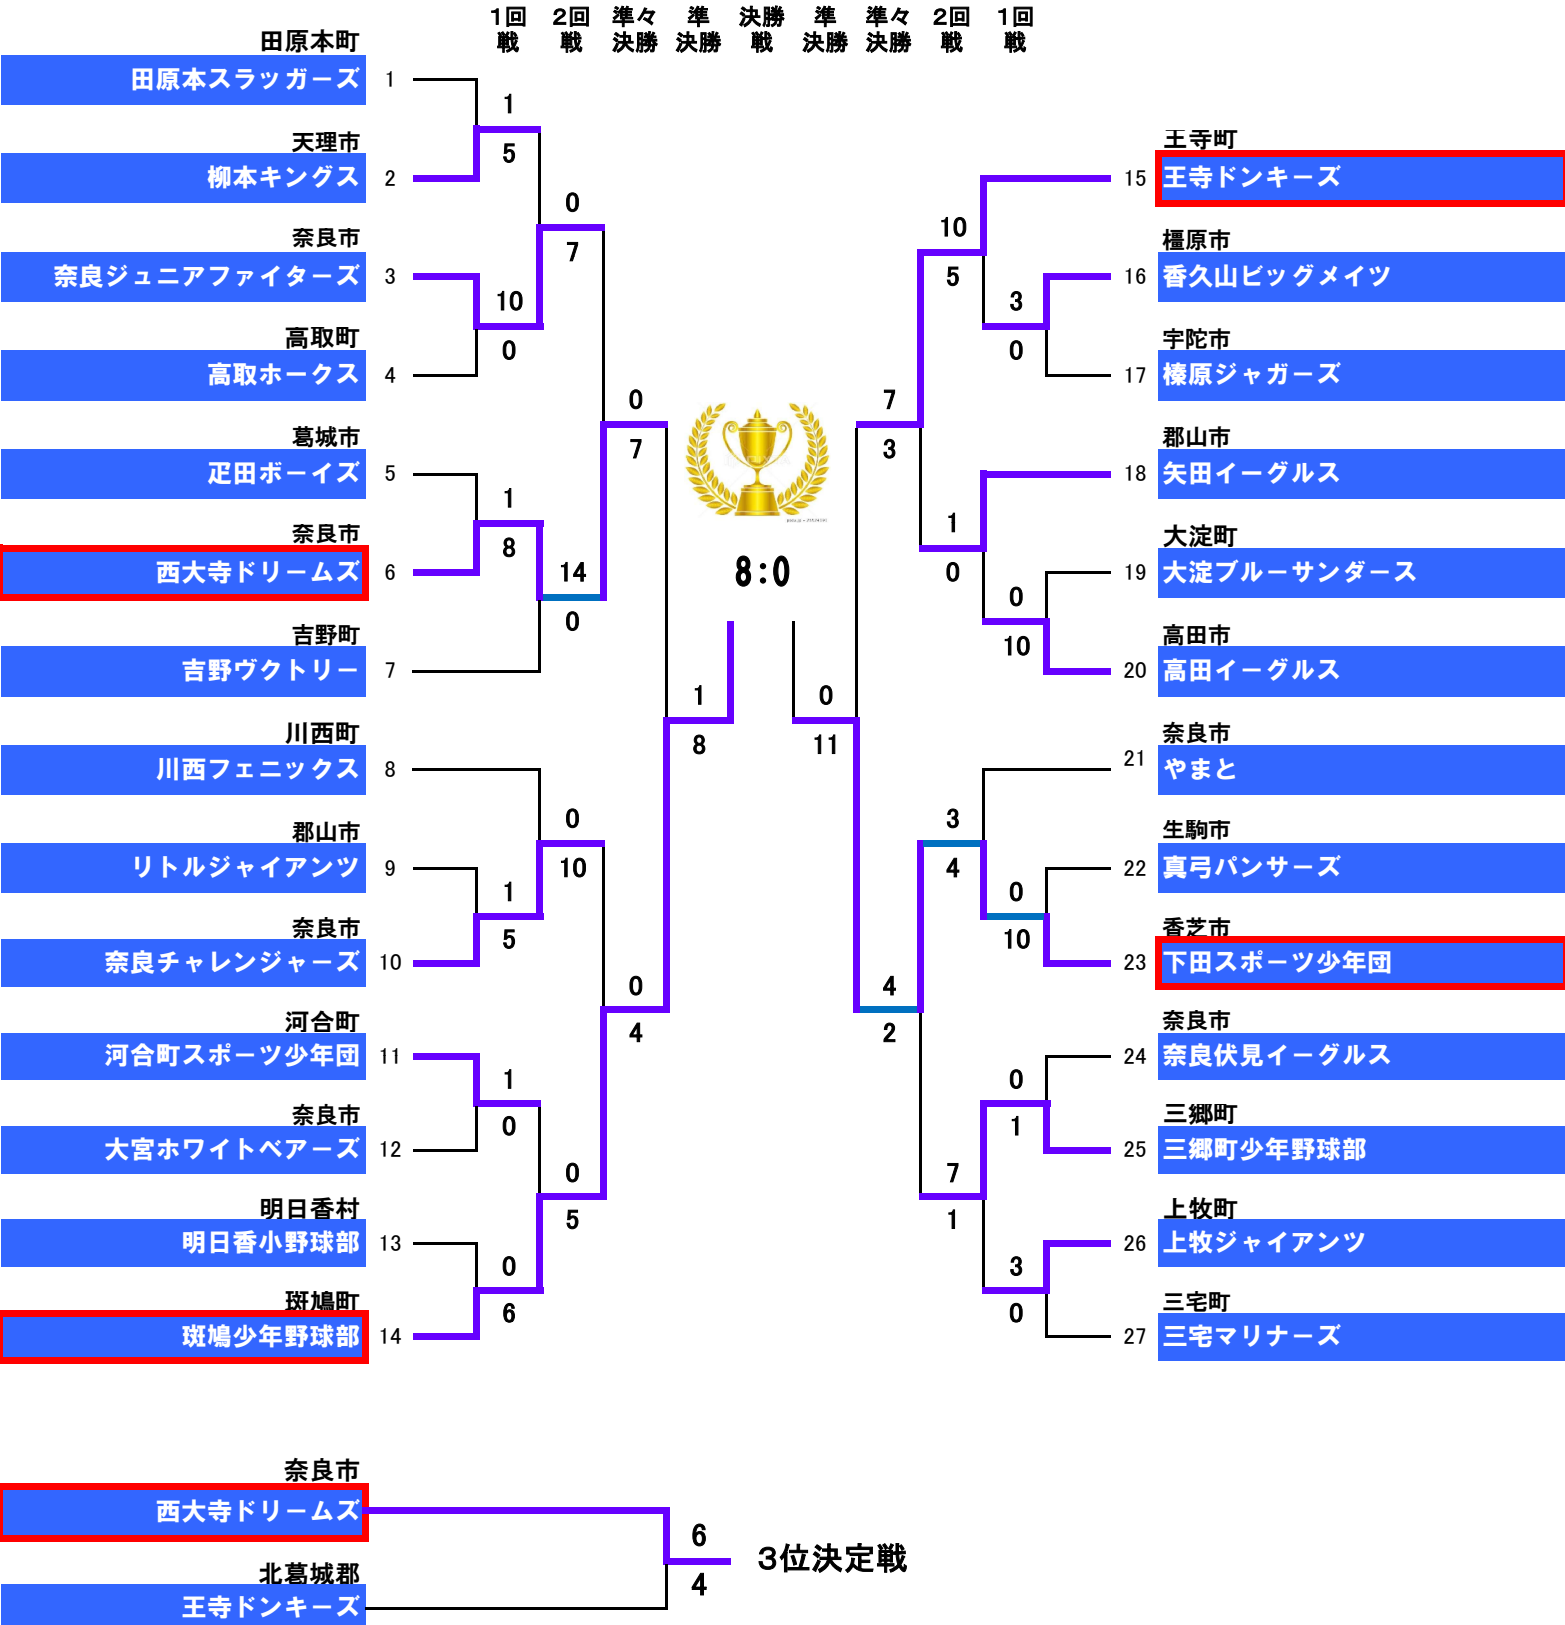 1回戦 2回戦 準々決勝 準決勝 決勝戦 準決勝 準々決勝 2回戦 1回戦
田原本町
田原本スラッガーズ 1
1
5
天理市
柳本キングス 2
0
7
奈良市
奈良ジュニアファイターズ 3
10
0
高取町
高取ホークス 4
0
7
葛城市
疋田ボーイズ 5
1
8
奈良市
西大寺ドリームズ 6
14
0
吉野町
吉野ヴクトリー 7
1
8
川西町
川西フェニックス 8
0
10
郡山市
リトルジャイアンツ 9
1
5
奈良市
奈良チャレンジャーズ 10
0
4
河合町
河合町スポーツ少年団 11
1
0
奈良市
大宮ホワイトベアーズ 12
0
5
明日香村
明日香小野球部 13
0
6
斑鳩町
斑鳩少年野球部 14
8:0
王寺町
15 王寺ドンキーズ
10
5
橿原市
16 香久山ビッグメイツ
3
0
宇陀市
17 榛原ジャガーズ
7
3
郡山市
18 矢田イーグルス
1
0
大淀町
19 大淀ブルーサンダース
0
10
高田市
20 高田イーグルス
0
11
奈良市
21 やまと
3
4
生駒市
22 真弓パンサーズ
0
10
香芝市
23 下田スポーツ少年団
4
2
奈良市
24 奈良伏見イーグルス
0
1
三郷町
25 三郷町少年野球部
7
1
上牧町
26 上牧ジャイアンツ
3
0
三宅町
27 三宅マリナーズ
奈良市
西大寺ドリームズ
6
4
3位決定戦
北葛城郡
王寺ドンキーズ